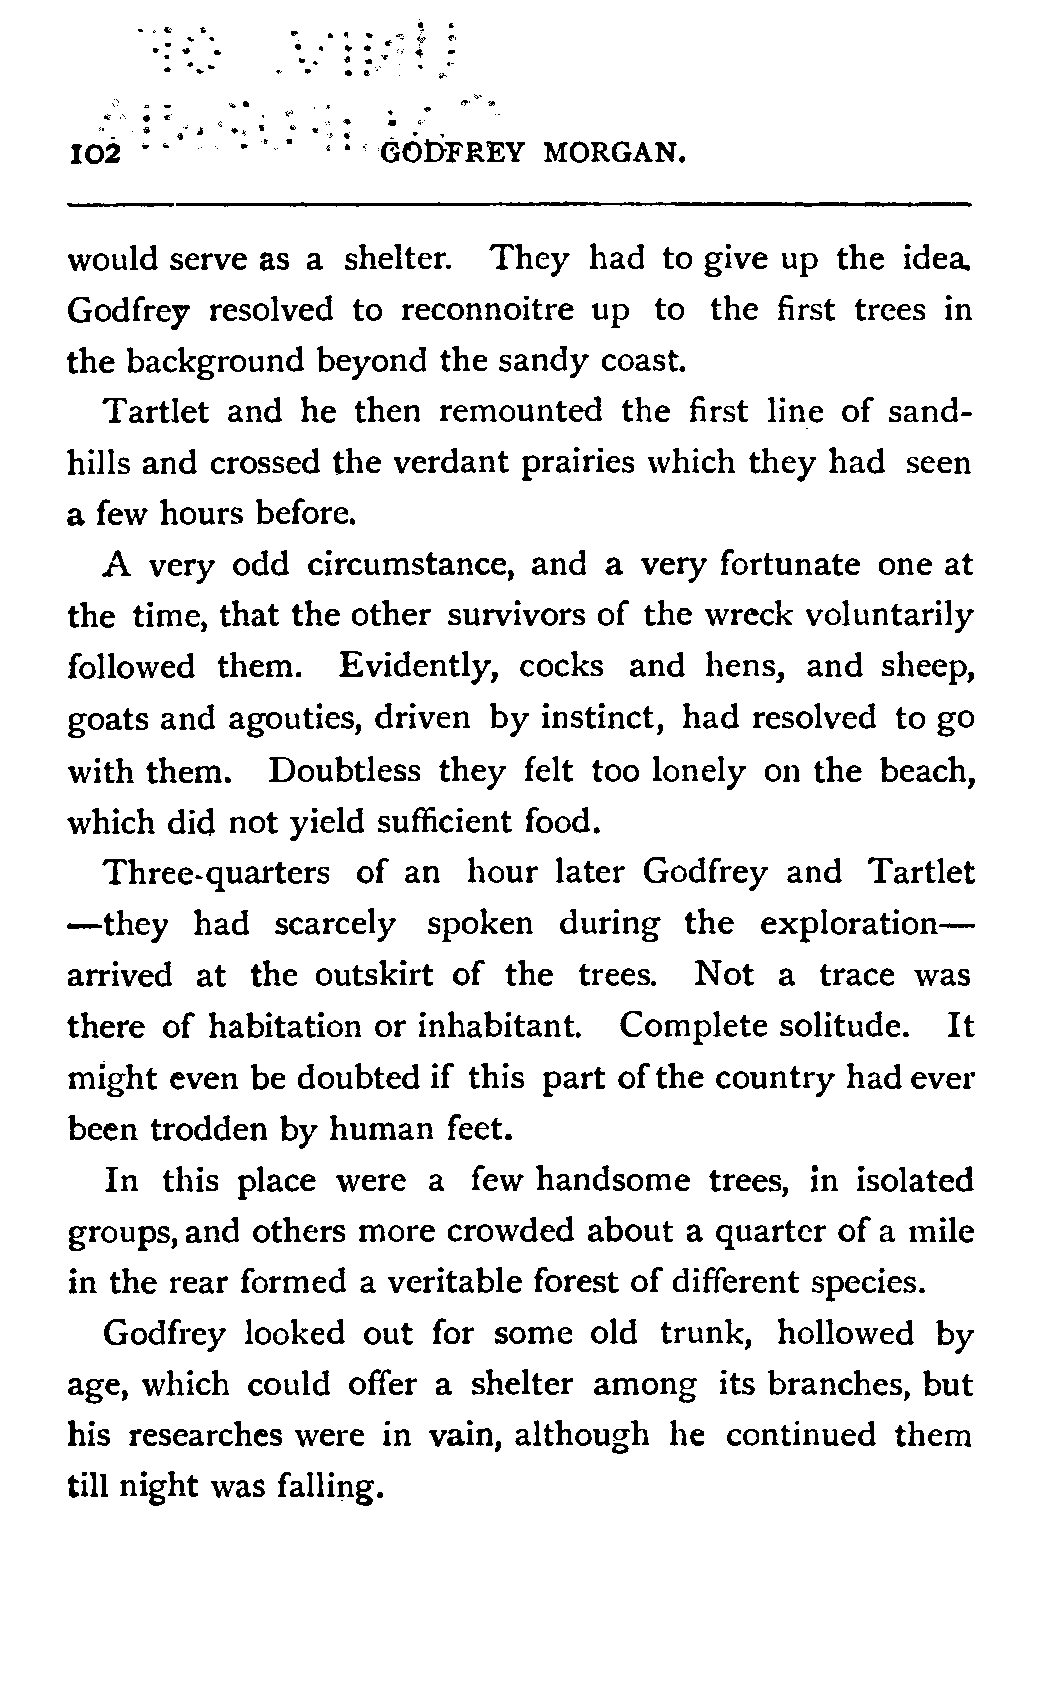 102 GODFREY MORGAN.
would serve as a shelter. They had to give up the idea.
Godfrey resolved to reconnoitre up to the first trees in
the background beyond the sandy coast.
Tartlet and he then remounted the first line of sand-
hills and crossed the verdant prairies which they had seen
a few hours before.
A very odd circumstance, and a very fortunate one at
the time, that the other survivors of the wreck voluntarily
followed them. Evidently, cocks and hens, and sheep,
goats and agouties, driven by instinct, had resolved to go
with them. Doubtless they felt too lonely on the beach,
which did not yield sufficient food.
Three-quarters of an hour later Godfrey and Tartlet
—they had scarcely spoken during the exploration—
arrived at the outskirt of the trees. Not a trace was
there of habitation or inhabitant. Complete solitude. It
might even be doubted if this part of the country had ever
been trodden by human feet.
In this place were a few handsome trees, in isolated
groups, and others more crowded about a quarter of a mile
in the rear formed a veritable forest of different species.
Godfrey looked out for some old trunk, hollowed by
age, which could offer a shelter among its branches, but
his researches were in vain, although he continued them
till night was falling.